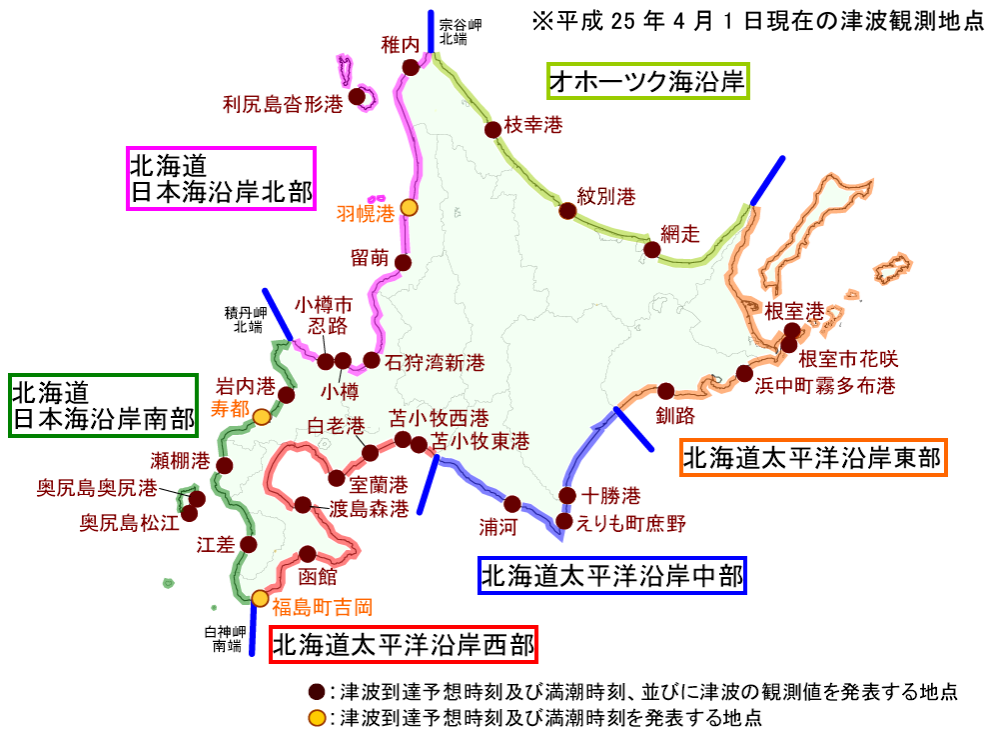 ※平成25年4月1日現在の津波観測地点
宗谷岬
北端
稚内
オホーツク海沿岸
利尻島沓形港
枝幸港
北海道
日本海沿岸北部
羽幌港
紋別港
網走
留萌
積丹岬
北端
小樽市
忍路
根室港
石狩湾新港
根室市花咲
小樽
浜中町霧多布港
北海道
日本海沿岸南部
岩内港
寿都
釧路
白老港
苫小牧西港
苫小牧東港
北海道太平洋沿岸東部
瀬棚港
室蘭港
奥尻島奥尻港
十勝港
渡島森港
奥尻島松江
浦河
えりも町庶野
江差
函館
北海道太平洋沿岸中部
福島町吉岡
白神岬
南端
北海道太平洋沿岸西部
●：津波到達予想時刻及び満潮時刻、並びに津波の観測値を発表する地点
●：津波到達予想時刻及び満潮時刻を発表する地点